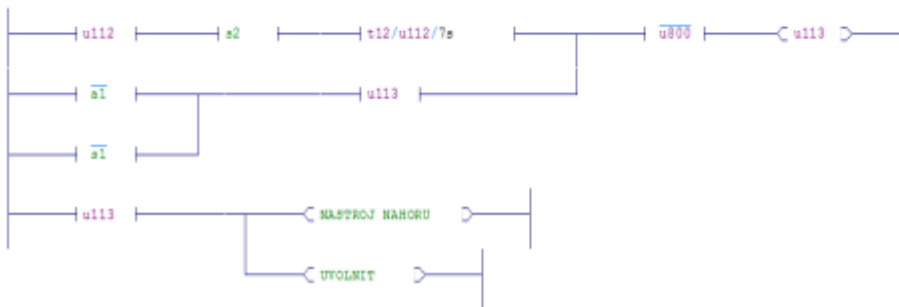 u112 s2 t12/u112/7s u800 u113
a1 u113
s1
u113 NASTROJ NAHORU
UVOLNIT